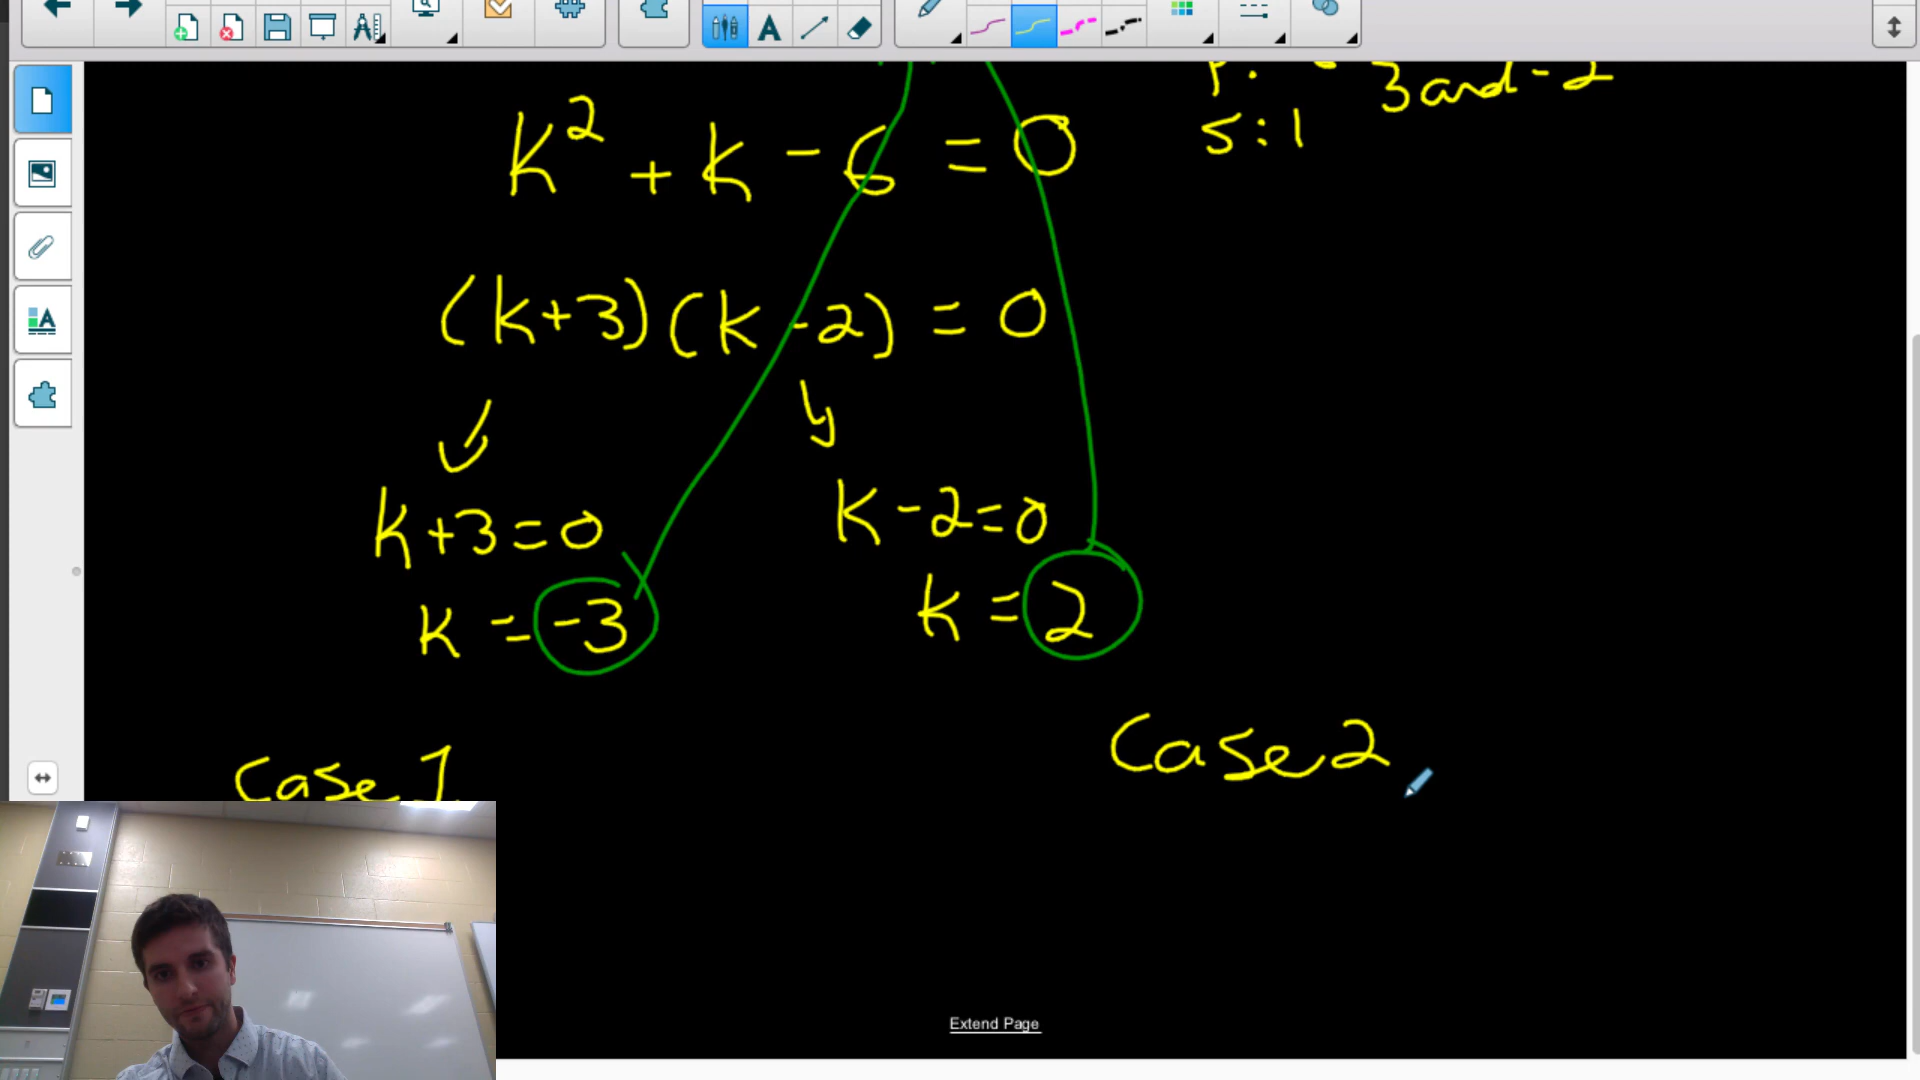 P: 3 and -2
S: 1
K² + K - 6 = 0
(K+3)(K-2) = 0
K+3=0
K-2=0
K = -3
K = 2
Case 1
Case 2
Extend Page